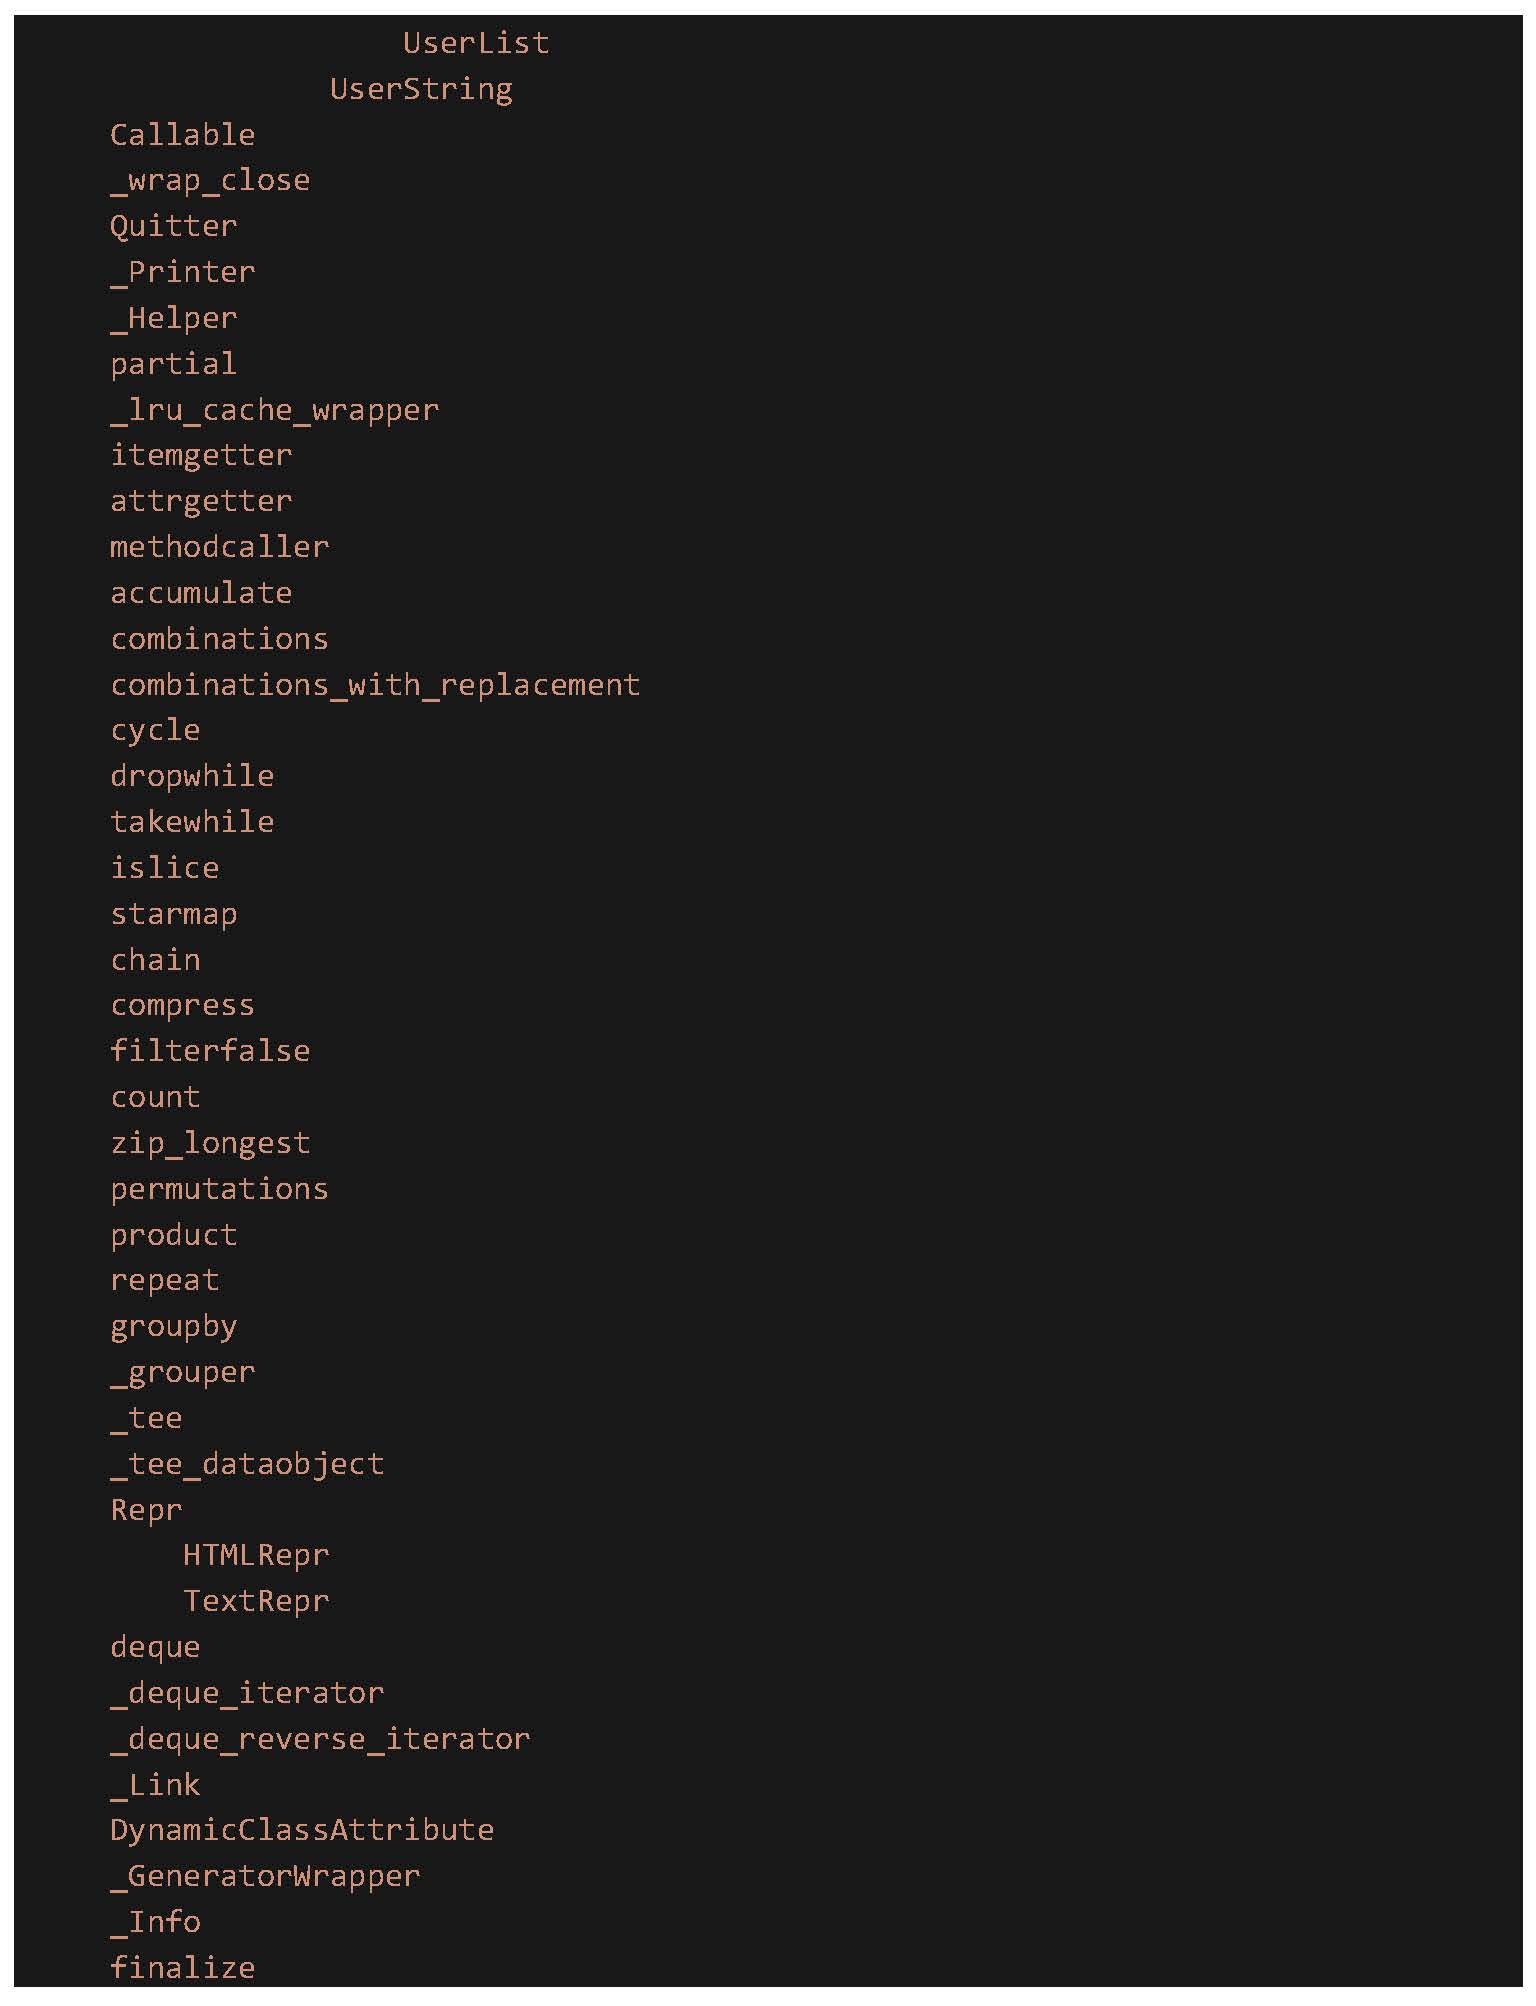 UserList
UserString
Callable
_wrap_close
Quitter
_Printer
_Helper
partial
_lru_cache_wrapper
itemgetter
attrgetter
methodcaller
accumulate
combinations
combinations_with_replacement
cycle
dropwhile
takewhile
islice
starmap
chain
compress
filterfalse
count
zip_longest
permutations
product
repeat
groupby
_grouper
_tee
_tee_dataobject
Repr
HTMLRepr
TextRepr
deque
_deque_iterator
_deque_reverse_iterator
_Link
DynamicClassAttribute
_GeneratorWrapper
_Info
finalize